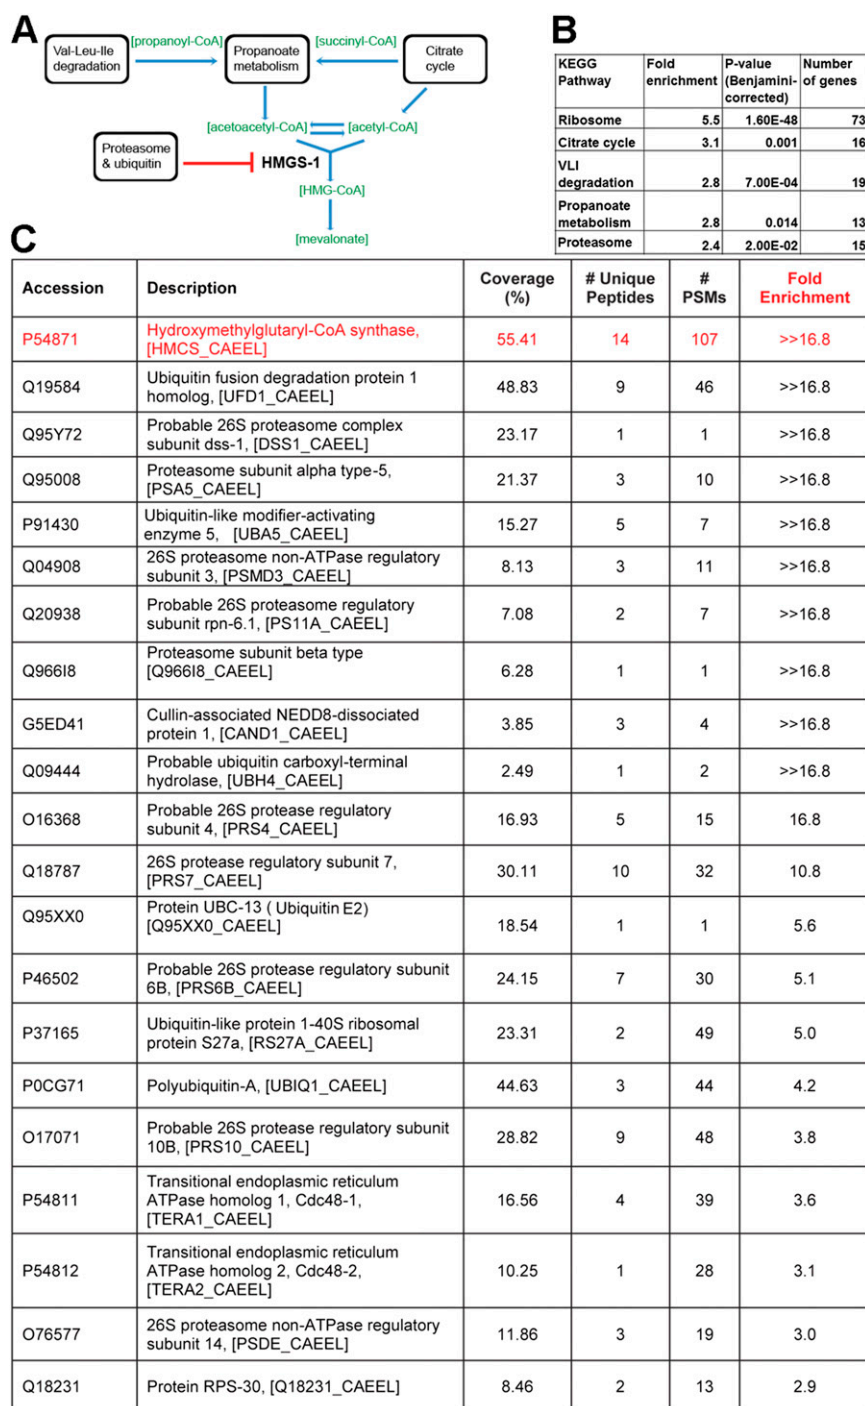 A
Val-Leu-Ile
degradation
[propanoyl-CoA]
Propanoate
metabolism
[succinyl-CoA]
Citrate
cycle
[acetoacetyl-CoA]
[acetyl-CoA]
Proteasome
& ubiquitin
HMGS-1
[HMG-CoA]
[mevalonate]
B
KEGG Pathway Fold enrichment P-value (Benjamini-corrected) Number of genes
Ribosome 5.5 1.60E-48 73
Citrate cycle 3.1 0.001 16
VLI degradation 2.8 7.00E-04 19
Propanoate metabolism 2.8 0.014 13
Proteasome 2.4 2.00E-02 15
C
Accession Description Coverage (%) # Unique Peptides # PSMs Fold Enrichment
P54871 Hydroxymethylglutaryl-CoA synthase, [HMCS_CAEEL] 55.41 14 107 >>16.8
Q19584 Ubiquitin fusion degradation protein 1 homolog, [UFD1_CAEEL] 48.83 9 46 >>16.8
Q95Y72 Probable 26S proteasome complex subunit dss-1, [DSS1_CAEEL] 23.17 1 1 >>16.8
Q95008 Proteasome subunit alpha type-5, [PSA5_CAEEL] 21.37 3 10 >>16.8
P91430 Ubiquitin-like modifier-activating enzyme 5, [UBA5_CAEEL] 15.27 5 7 >>16.8
Q04908 26S proteasome non-ATPase regulatory subunit 3, [PSMD3_CAEEL] 8.13 3 11 >>16.8
Q20938 Probable 26S proteasome regulatory subunit rpn-6.1, [PS11A_CAEEL] 7.08 2 7 >>16.8
Q966I8 Proteasome subunit beta type [Q966I8_CAEEL] 6.28 1 1 >>16.8
G5ED41 Cullin-associated NEDD8-dissociated protein 1, [CAND1_CAEEL] 3.85 3 4 >>16.8
Q09444 Probable ubiquitin carboxyl-terminal hydrolase, [UBH4_CAEEL] 2.49 1 2 >>16.8
O16368 Probable 26S protease regulatory subunit 4, [PRS4_CAEEL] 16.93 5 15 16.8
Q18787 26S protease regulatory subunit 7, [PRS7_CAEEL] 30.11 10 32 10.8
Q95XX0 Protein UBC-13 ( Ubiquitin E2) [Q95XX0_CAEEL] 18.54 1 1 5.6
P46502 Probable 26S protease regulatory subunit 6B, [PRS6B_CAEEL] 24.15 7 30 5.1
P37165 Ubiquitin-like protein 1-40S ribosomal protein S27a, [RS27A_CAEEL] 23.31 2 49 5.0
P0CG71 Polyubiquitin-A, [UBIQ1_CAEEL] 44.63 3 44 4.2
O17071 Probable 26S protease regulatory subunit 10B, [PRS10_CAEEL] 28.82 9 48 3.8
P54811 Transitional endoplasmic reticulum ATPase homolog 1, Cdc48-1, [TERA1_CAEEL] 16.56 4 39 3.6
P54812 Transitional endoplasmic reticulum ATPase homolog 2, Cdc48-2, [TERA2_CAEEL] 10.25 1 28 3.1
O76577 26S proteasome non-ATPase regulatory subunit 14, [PSDE_CAEEL] 11.86 3 19 3.0
Q18231 Protein RPS-30, [Q18231_CAEEL] 8.46 2 13 2.9